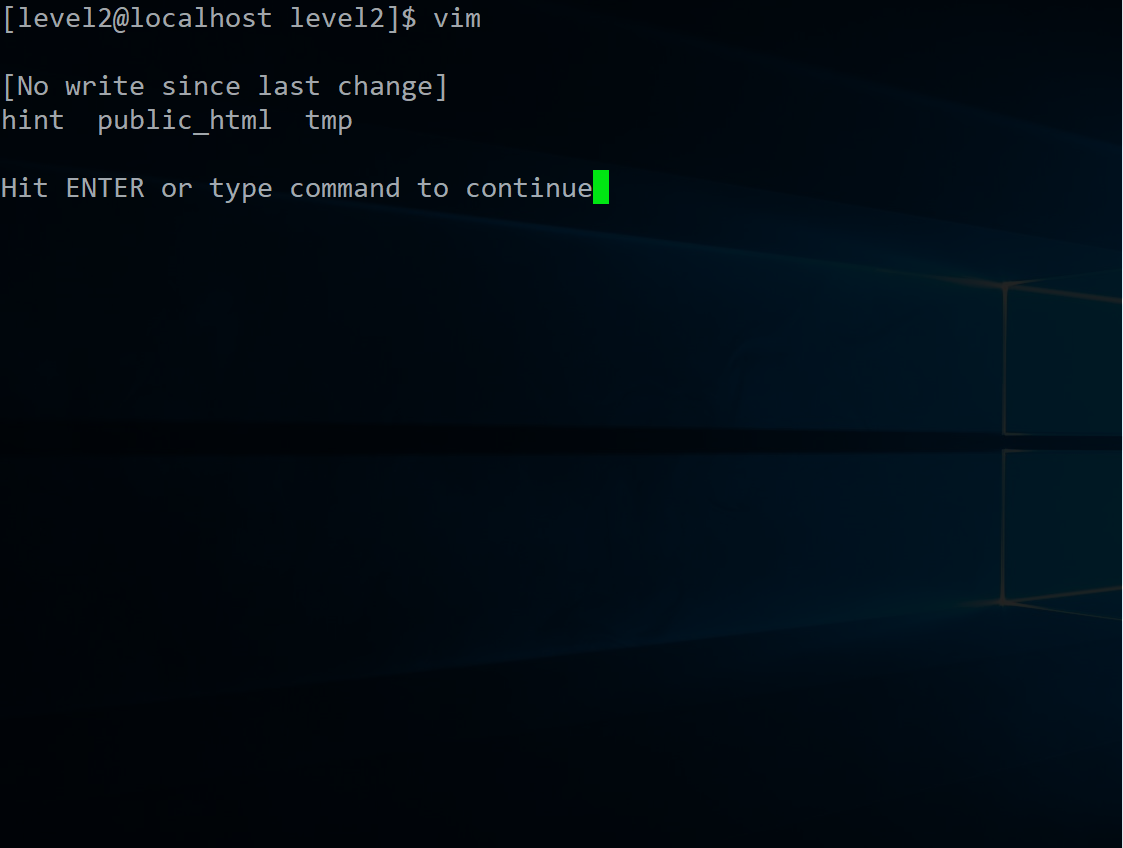 [level2@localhost level2]$ vim
[No write since last change]
hint  public_html  tmp
Hit ENTER or type command to continue